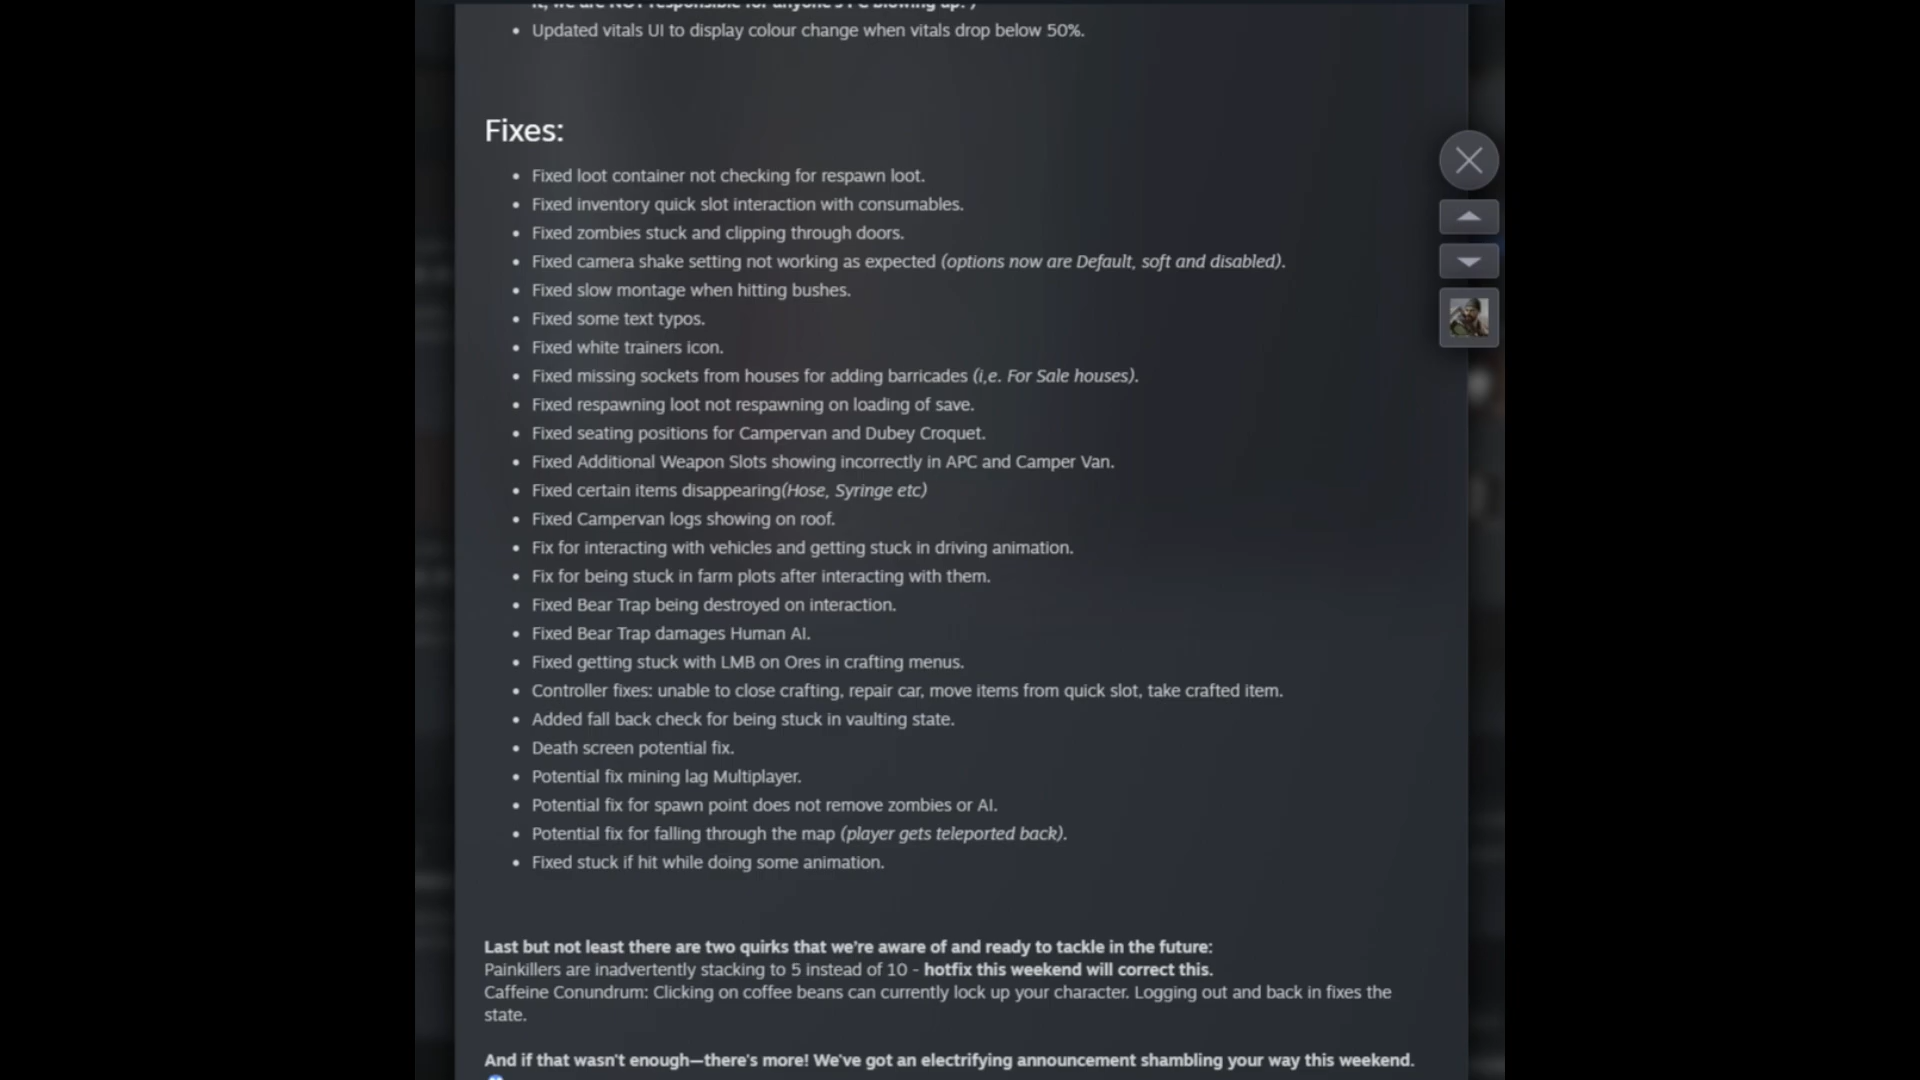 it, we are NOT responsible for anyone's PC blowing up! )
Updated vitals UI to display colour change when vitals drop below 50%.
Fixes:
Fixed loot container not checking for respawn loot.
Fixed inventory quick slot interaction with consumables.
Fixed zombies stuck and clipping through doors.
Fixed camera shake setting not working as expected (options now are Default, soft and disabled).
Fixed slow montage when hitting bushes.
Fixed some text typos.
Fixed white trainers icon.
Fixed missing sockets from houses for adding barricades (i,e. For Sale houses).
Fixed respawning loot not respawning on loading of save.
Fixed seating positions for Campervan and Dubey Croquet.
Fixed Additional Weapon Slots showing incorrectly in APC and Camper Van.
Fixed certain items disappearing(Hose, Syringe etc)
Fixed Campervan logs showing on roof.
Fix for interacting with vehicles and getting stuck in driving animation.
Fix for being stuck in farm plots after interacting with them.
Fixed Bear Trap being destroyed on interaction.
Fixed Bear Trap damages Human AI.
Fixed getting stuck with LMB on Ores in crafting menus.
Controller fixes: unable to close crafting, repair car, move items from quick slot, take crafted item.
Added fall back check for being stuck in vaulting state.
Death screen potential fix.
Potential fix mining lag Multiplayer.
Potential fix for spawn point does not remove zombies or AI.
Potential fix for falling through the map (player gets teleported back).
Fixed stuck if hit while doing some animation.
Last but not least there are two quirks that we're aware of and ready to tackle in the future:
Painkillers are inadvertently stacking to 5 instead of 10 - hotfix this weekend will correct this.
Caffeine Conundrum: Clicking on coffee beans can currently lock up your character. Logging out and back in fixes the
state.
And if that wasn't enough—there's more! We've got an electrifying announcement shambling your way this weekend.